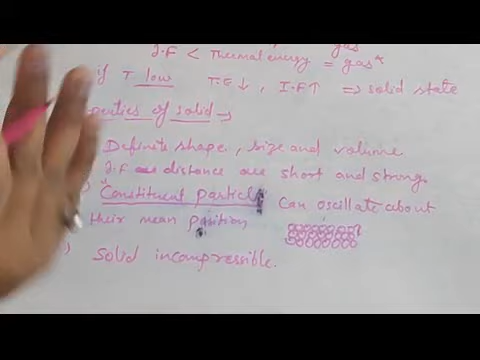 gas
I.F < Thermal energy = gas*
if T low T.E↓, I.F↑ ⇒ solid state
perties of solid →
Definite shape, size and volume
I.F distance are short and strong.
Constituent particle can oscillate about
their mean position
Solid incompressible.